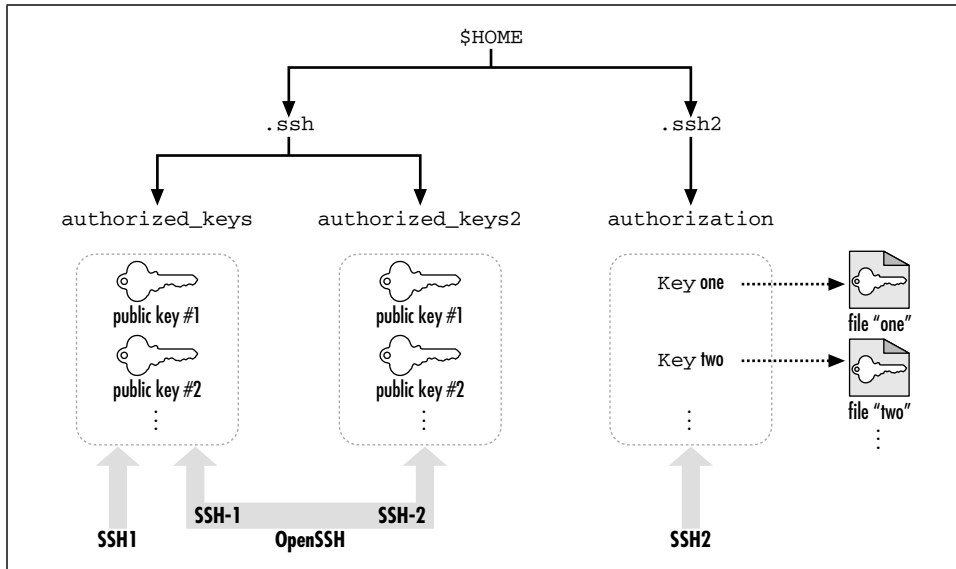 $HOME
.ssh
.ssh2
authorized_keys
authorized_keys2
authorization
public key #1
public key #2
⋮
public key #1
public key #2
⋮
Key one
Key two
⋮
file “one”
file “two”
⋮
SSH-1
SSH-2
SSH1
OpenSSH
SSH2